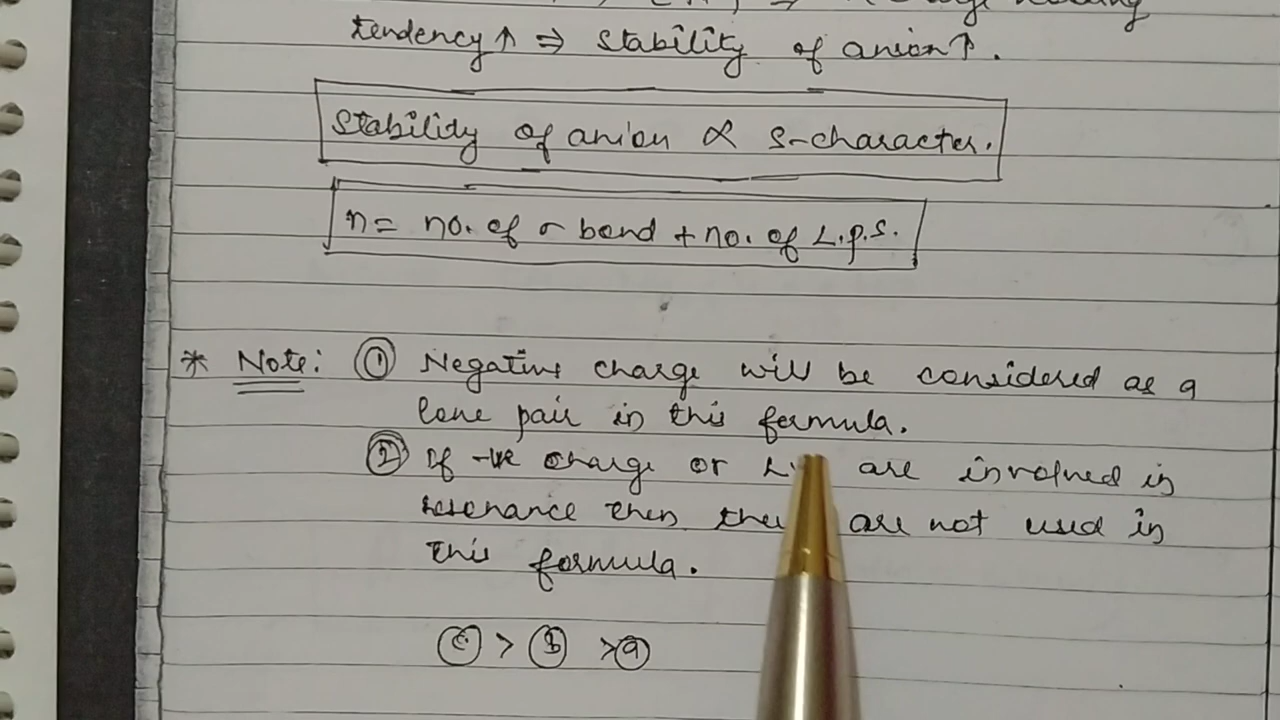 tendency ↑ ⇒ stability of anion ↑.
Stability of anion ∝ s-character.
n = no. of σ bond + no. of L.p.s.
* Note: ① Negative charge will be considered as a
lone pair in this formula.
② If -ve charge or L. are involved in
resonance then are not used in
this formula.
ⓒ > ⓑ > ⓐ